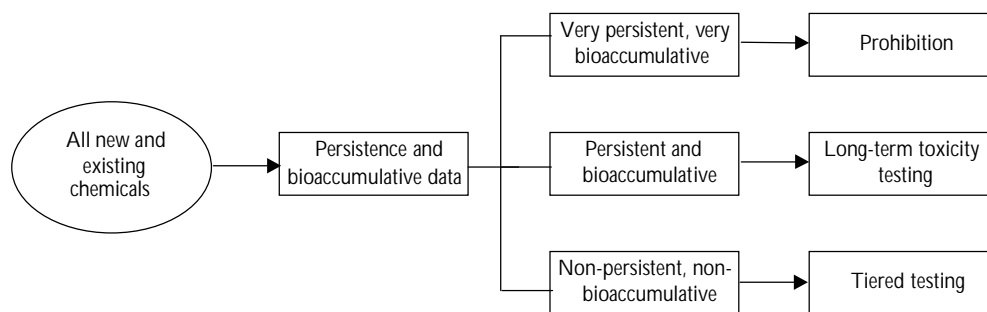 All new and
existing
chemicals
Persistence and
bioaccumulative data
Very persistent, very
bioaccumulative
Prohibition
Persistent and
bioaccumulative
Long-term toxicity
testing
Non-persistent, non-
bioaccumulative
Tiered testing